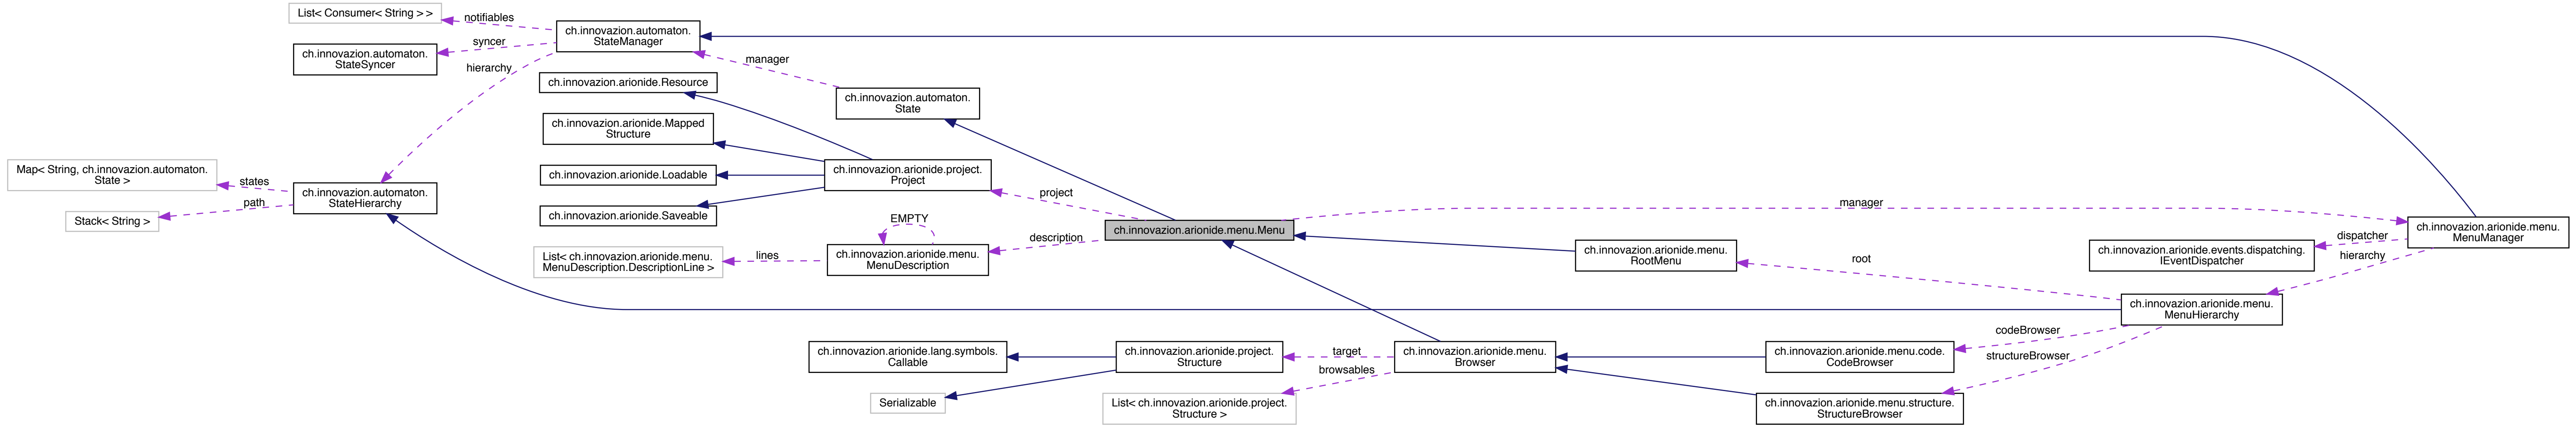 List< Consumer< String > >
notifiables
ch.innovazion.automaton.
StateManager
syncer
ch.innovazion.automaton.
StateSyncer
hierarchy
manager
ch.innovazion.arionide.Resource
ch.innovazion.automaton.
State
ch.innovazion.arionide.Mapped
Structure
Map< String, ch.innovazion.automaton.
State >
states
ch.innovazion.automaton.
StateHierarchy
path
Stack< String >
ch.innovazion.arionide.Loadable
ch.innovazion.arionide.project.
Project
ch.innovazion.arionide.Saveable
project
EMPTY
ch.innovazion.arionide.menu.Menu
manager
ch.innovazion.arionide.menu.
MenuManager
description
List< ch.innovazion.arionide.menu.
MenuDescription.DescriptionLine >
lines
ch.innovazion.arionide.menu.
MenuDescription
ch.innovazion.arionide.menu.
RootMenu
root
ch.innovazion.arionide.events.dispatching.
IEventDispatcher
dispatcher
hierarchy
ch.innovazion.arionide.menu.
MenuHierarchy
codeBrowser
structureBrowser
ch.innovazion.arionide.lang.symbols.
Callable
ch.innovazion.arionide.project.
Structure
target
browsables
ch.innovazion.arionide.menu.
Browser
ch.innovazion.arionide.menu.code.
CodeBrowser
Serializable
List< ch.innovazion.arionide.project.
Structure >
ch.innovazion.arionide.menu.structure.
StructureBrowser